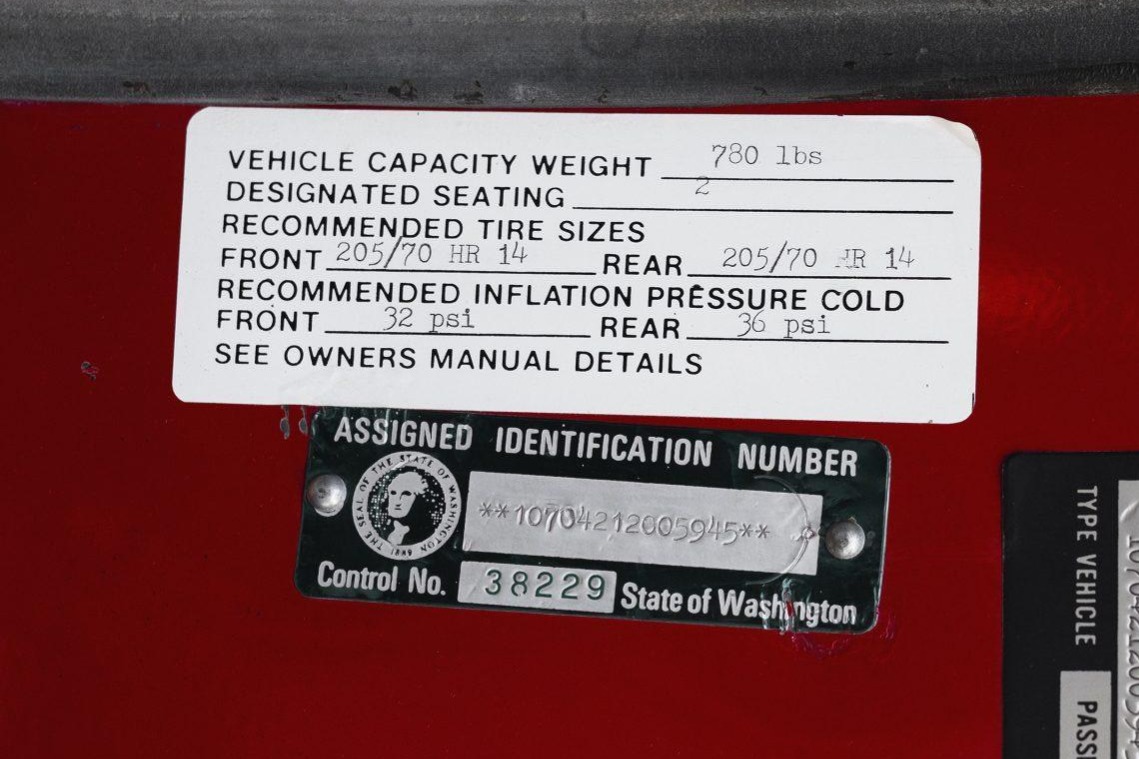 VEHICLE CAPACITY WEIGHT 780 lbs
DESIGNATED SEATING 2
RECOMMENDED TIRE SIZES
FRONT 205/70 HR 14 REAR 205/70 HR 14
RECOMMENDED INFLATION PRESSURE COLD
FRONT 32 psi REAR 36 psi
SEE OWNERS MANUAL DETAILS
ASSIGNED IDENTIFICATION NUMBER
THE SEAL OF THE STATE OF WASHINGTON
1889
**10704212005945**
Control No. 38229 State of Washington
TYPE VEHICLE